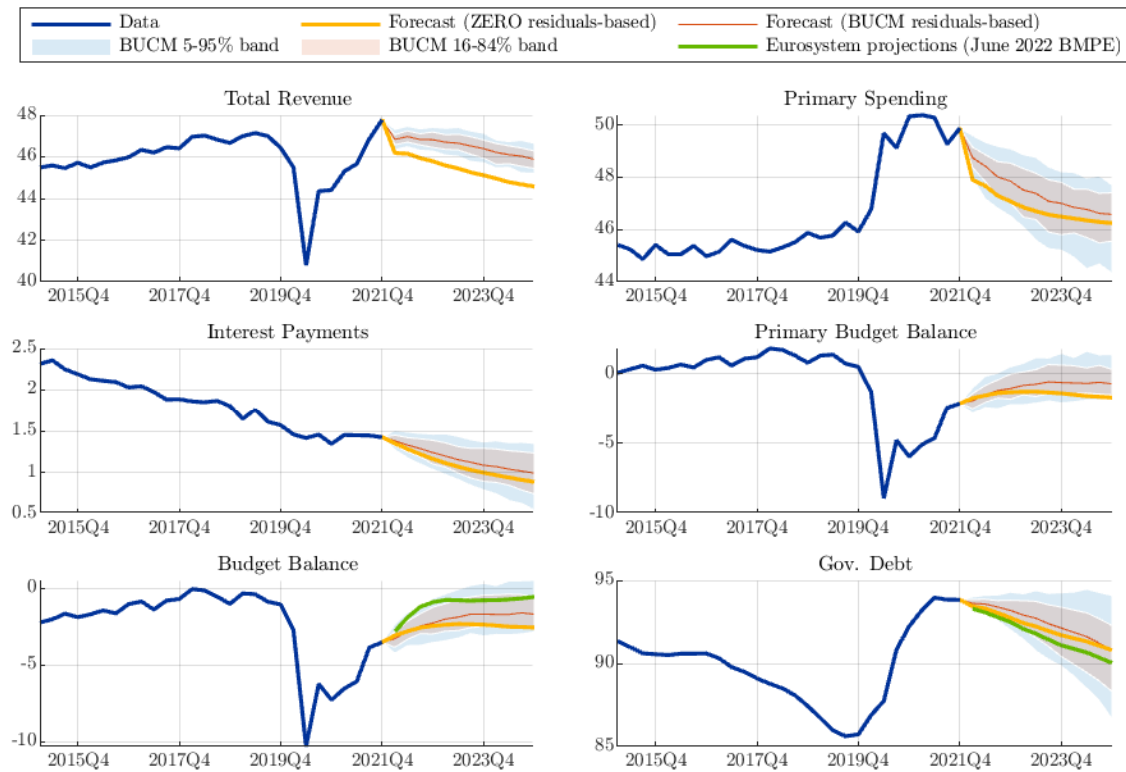 Data Forecast (ZERO residuals-based) Forecast (BUCM residuals-based)
BUCM 5-95% band BUCM 16-84% band Eurosystem projections (June 2022 BMPE)
Total Revenue
48
46
44
42
40
2015Q4 2017Q4 2019Q4 2021Q4 2023Q4
Primary Spending
50
48
46
44
2015Q4 2017Q4 2019Q4 2021Q4 2023Q4
Interest Payments
2.5
2
1.5
1
0.5
2015Q4 2017Q4 2019Q4 2021Q4 2023Q4
Primary Budget Balance
0
-5
-10
2015Q4 2017Q4 2019Q4 2021Q4 2023Q4
Budget Balance
0
-5
-10
2015Q4 2017Q4 2019Q4 2021Q4 2023Q4
Gov. Debt
95
90
85
2015Q4 2017Q4 2019Q4 2021Q4 2023Q4